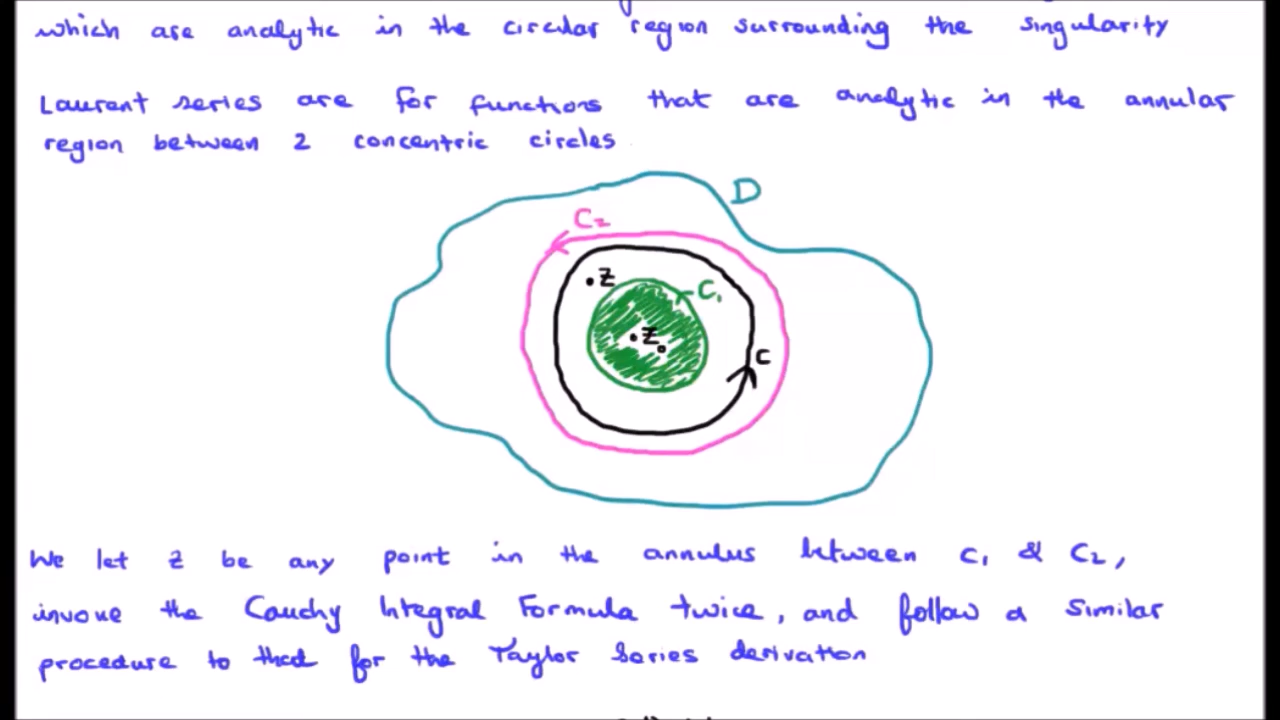 which are analytic in the circular region surrounding the singularity
Laurent series are for functions that are analytic in the annular
region between 2 concentric circles
D
C₂
z
C₁
z₀
C
We let z be any point in the annulus between C₁ & C₂,
invoke the Cauchy Integral Formula twice, and follow a similar
procedure to that for the Taylor Series derivation